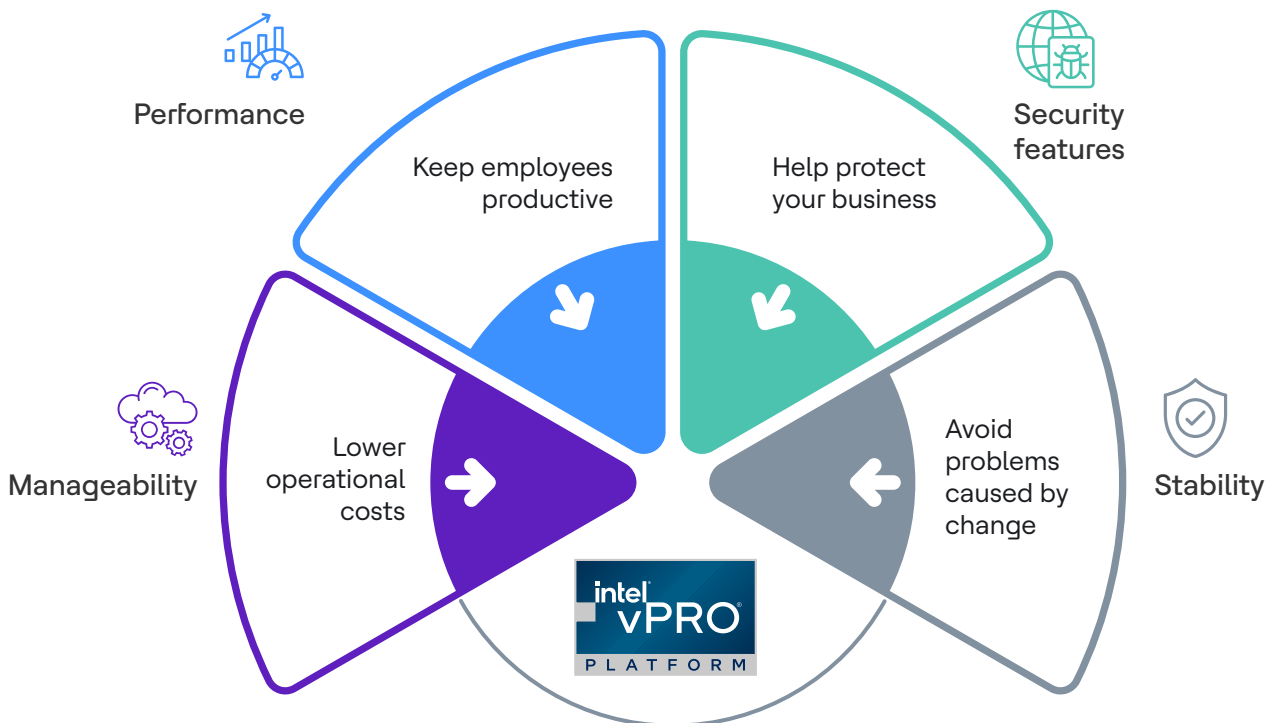 Performance
Keep employees
productive
Help protect
your business
Security
features
Manageability
Lower
operational
costs
Avoid
problems
caused by
change
Stability
intel®
vPRO®
PLATFORM